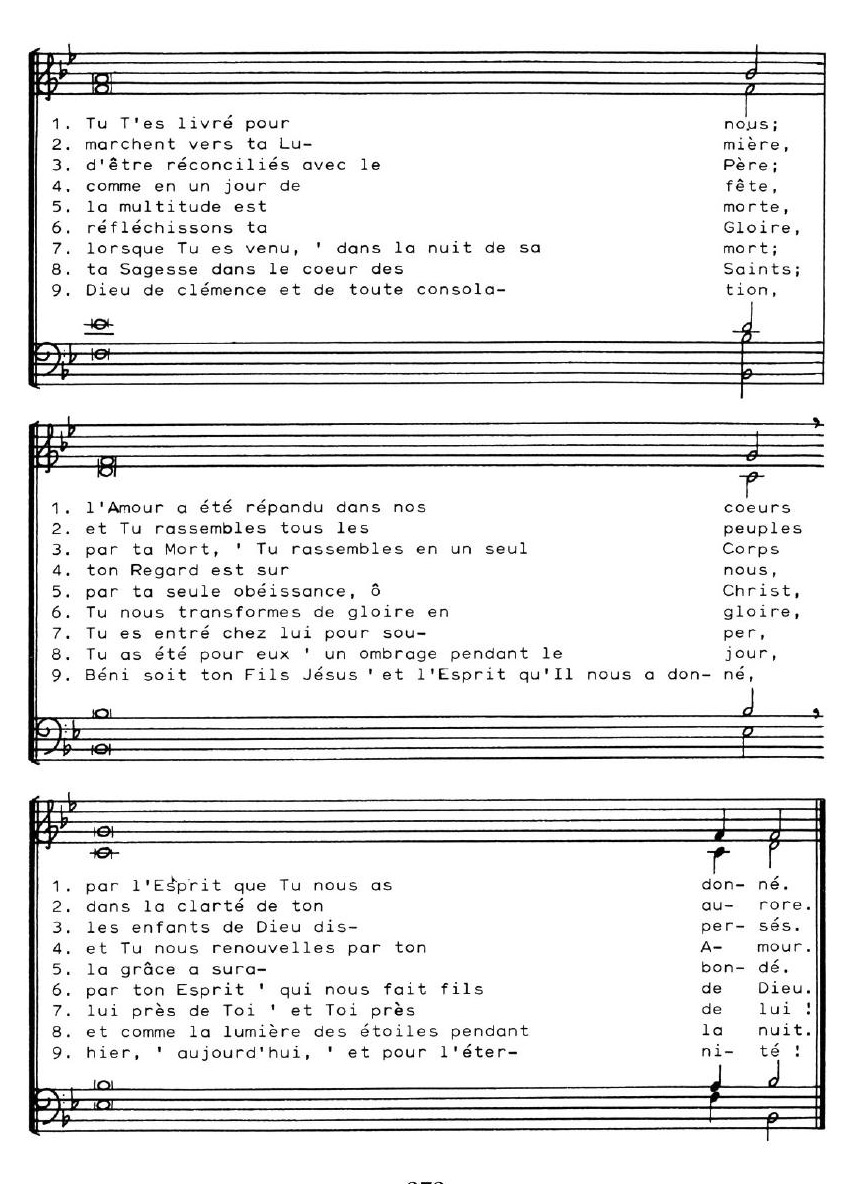 1. Tu T'es livré pour nous;
2. marchent vers ta Lu- mière,
3. d'être réconciliés avec le Père;
4. comme en un jour de fête,
5. la multitude est morte,
6. réfléchissons ta Gloire,
7. lorsque Tu es venu, ' dans la nuit de sa mort;
8. ta Sagesse dans le coeur des Saints;
9. Dieu de clémence et de toute consola- tion,
1. l'Amour a été répandu dans nos coeurs
2. et Tu rassembles tous les peuples
3. par ta Mort, ' Tu rassembles en un seul Corps
4. ton Regard est sur nous,
5. par ta seule obéissance, ô Christ,
6. Tu nous transformes de gloire en gloire,
7. Tu es entré chez lui pour sou- per,
8. Tu as été pour eux ' un ombrage pendant le jour,
9. Béni soit ton Fils Jésus ' et l'Esprit qu'Il nous a don- né,
1. par l'Esprit que Tu nous as don- né.
2. dans la clarté de ton au- rore.
3. les enfants de Dieu dis- per- sés.
4. et Tu nous renouvelles par ton A- mour.
5. la grâce a sura- bon- dé.
6. par ton Esprit ' qui nous fait fils de Dieu.
7. lui près de Toi ' et Toi près de lui !
8. et comme la lumière des étoiles pendant la nuit.
9. hier, ' aujourd'hui, ' et pour l'éter- ni- té !